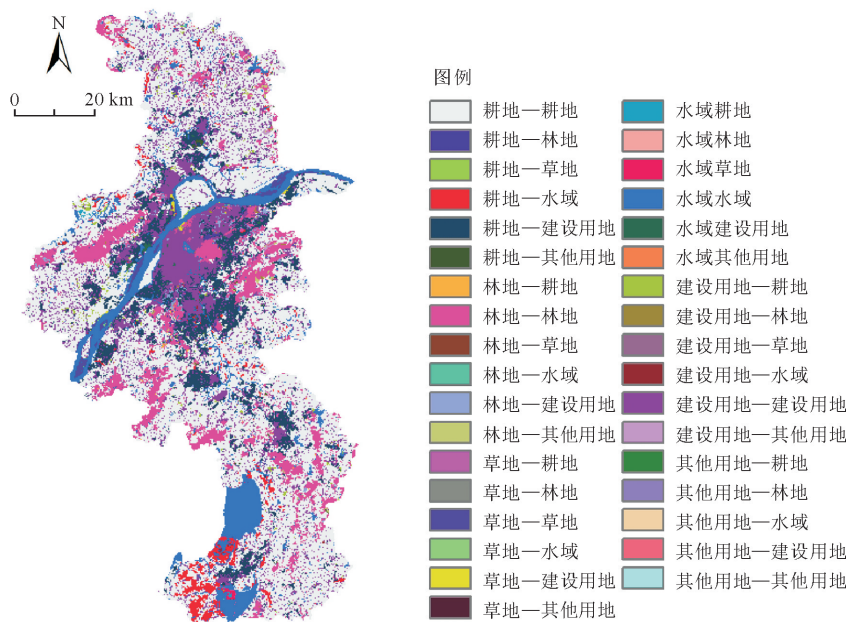 N
0 20 km
图例
耕地—耕地
耕地—林地
耕地—草地
耕地—水域
耕地—建设用地
耕地—其他用地
林地—耕地
林地—林地
林地—草地
林地—水域
林地—建设用地
林地—其他用地
草地—耕地
草地—林地
草地—草地
草地—水域
草地—建设用地
草地—其他用地
水域耕地
水域林地
水域草地
水域水域
水域建设用地
水域其他用地
建设用地—耕地
建设用地—林地
建设用地—草地
建设用地—水域
建设用地—建设用地
建设用地—其他用地
其他用地—耕地
其他用地—林地
其他用地—水域
其他用地—建设用地
其他用地—其他用地